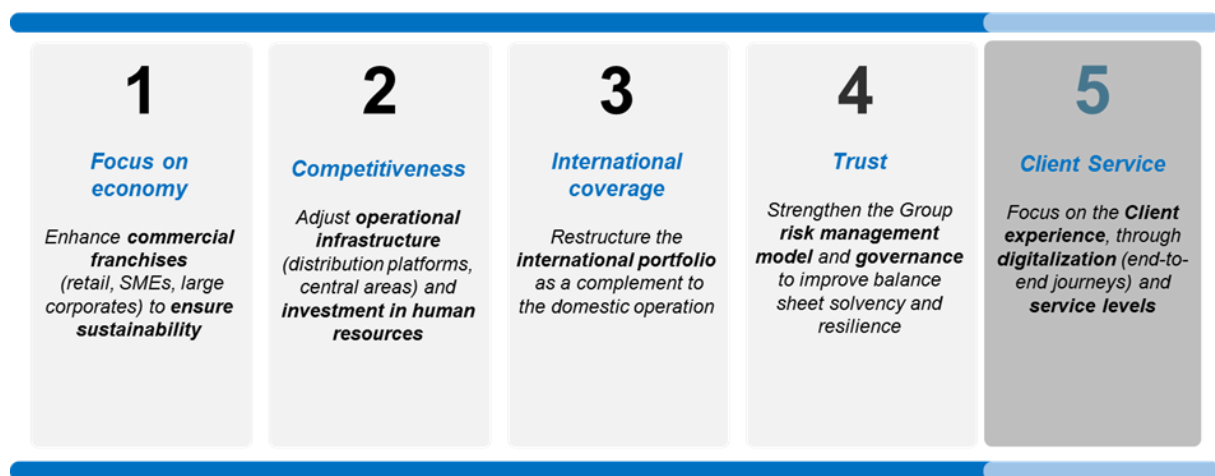 1
Focus on
economy
Enhance commercial
franchises
(retail, SMEs, large
corporates) to ensure
sustainability
2
Competitiveness
Adjust operational
infrastructure
(distribution platforms,
central areas) and
investment in human
resources
3
International
coverage
Restructure the
international portfolio
as a complement to
the domestic operation
4
Trust
Strengthen the Group
risk management
model and governance
to improve balance
sheet solvency and
resilience
5
Client Service
Focus on the Client
experience, through
digitalization (end-to-
end journeys) and
service levels